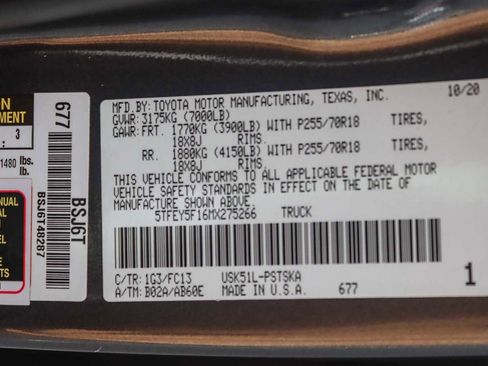 ON
EMENT
: 3
1480 lbs.
kg.
677
BSJ6T
BSJ6T48287
MFD.BY: TOYOTA MOTOR MANUFACTURING, TEXAS, INC. 10/20
GVWR: 3175KG (7000LB)
GAWR: FRT. 1770KG (3900LB) WITH P255/70R18 TIRES,
18X8J RIMS.
RR. 1880KG (4150LB) WITH P255/70R18 TIRES,
18X8J RIMS.
THIS VEHICLE CONFORMS TO ALL APPLICABLE FEDERAL MOTOR
VEHICLE SAFETY STANDARDS IN EFFECT ON THE DATE OF
MANUFACTURE SHOWN ABOVE.
5TFEY5F16MX275266 TRUCK
C/TR: 1G3/FC13 USK51L-PSTSKA
A/TM: B02A/AB60E MADE IN U.S.A. 677
1